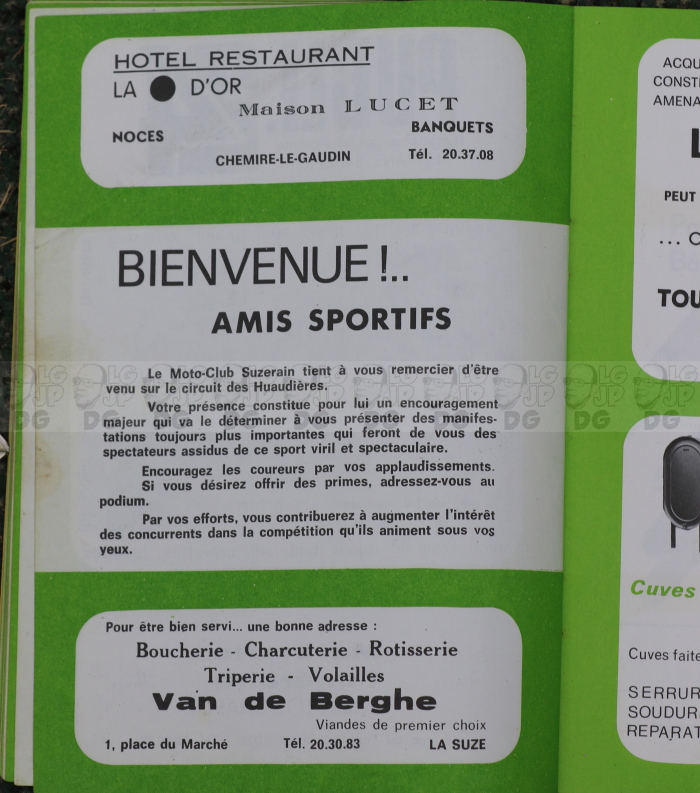 HOTEL RESTAURANT
LA ● D'OR
Maison LUCET
NOCES
BANQUETS
CHEMIRE-LE-GAUDIN
Tél. 20.37.08
BIENVENUE !..
AMIS SPORTIFS
Le Moto-Club Suzerain tient à vous remercier d'être
venu sur le circuit des Huaudières.
Votre présence constitue pour lui un encouragement
majeur qui va le déterminer à vous présenter des manifes-
tations toujours plus importantes qui feront de vous des
spectateurs assidus de ce sport viril et spectaculaire.
Encouragez les coureurs par vos applaudissements.
Si vous désirez offrir des primes, adressez-vous au
podium.
Par vos efforts, vous contribuerez à augmenter l'intérêt
des concurrents dans la compétition qu'ils animent sous vos
yeux.
Pour être bien servi... une bonne adresse :
Boucherie - Charcuterie - Rotisserie
Triperie - Volailles
Van de Berghe
Viandes de premier choix
1, place du Marché
Tél. 20.30.83
LA SUZE
ACQU
CONST
AMENA
L
PEUT
... C
TOU
Cuves
Cuves faite
SERRUR
SOUDUR
REPARAT
LG JP DG